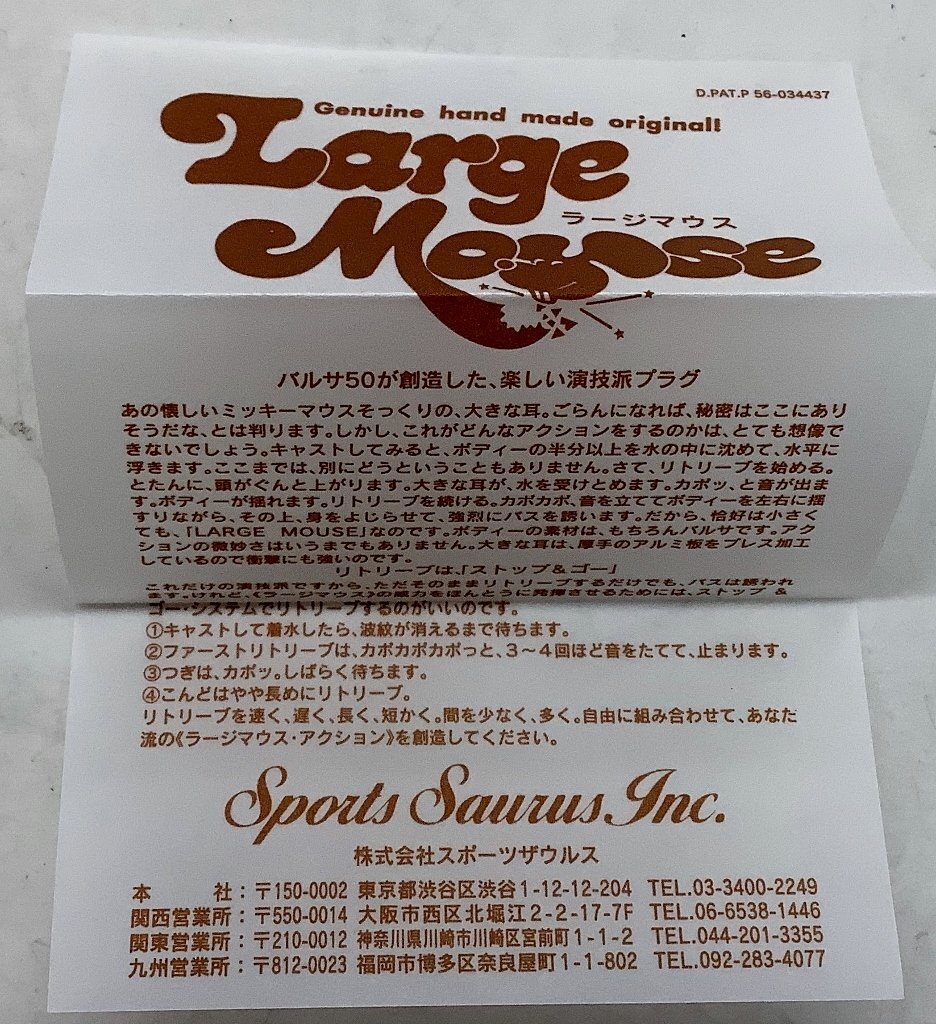 D.PAT.P 56-034437
Genuine hand made original!
Large
ラージマウス
Mouse
バルサ50が創造した、楽しい演技派プラグ
あの懐しいミッキーマウスそっくりの、大きな耳。ごらんになれば、秘密はここにあり
そうだな、とは判ります。しかし、これがどんなアクションをするのかは、とても想像で
きないでしょう。キャストしてみると、ボディーの半分以上を水の中に沈めて、水平に
浮きます。ここまでは、別にどうということもありません。さて、リトリーブを始める。
とたんに、頭がぐんと上がります。大きな耳が、水を受けとめます。カポッ、と音が出ま
す。ボディーが揺れます。リトリーブを続ける。カポカポ、音を立ててボディーを左右に揺
すりながら、その上、身をよじらせて、強烈にバスを誘います。だから、恰好は小さく
ても、「LARGE MOUSE」なのです。ボディーの素材は、もちろんバルサです。アク
ションの微妙さはいうまでもありません。大きな耳は、厚手のアルミ板をプレス加工
しているので衝撃にも強いのです。
リトリーブは、「ストップ&ゴー」
これだけの演技派ですから、ただそのままリトリーブするだけでも、バスは誘われ
ます。けれど、《ラージマウス》の威力をほんとうに発揮させるためには、ストップ &
ゴー・システムでリトリーブするのがいいのです。
①キャストして着水したら、波紋が消えるまで待ちます。
②ファーストリトリーブは、カポカポカポっと、3〜4回ほど音をたてて、止まります。
③つぎは、カポッ。しばらく待ちます。
④こんどはやや長めにリトリーブ。
リトリーブを速く、遅く、長く、短かく。間を少なく、多く。自由に組み合わせて、あなた
流の《ラージマウス・アクション》を創造してください。
Sports Saurus Inc.
株式会社スポーツザウルス
本 社：〒150-0002 東京都渋谷区渋谷1-12-12-204 TEL.03-3400-2249
関西営業所：〒550-0014 大阪市西区北堀江2-2-17-7F TEL.06-6538-1446
関東営業所：〒210-0012 神奈川県川崎市川崎区宮前町1-1-2 TEL.044-201-3355
九州営業所：〒812-0023 福岡市博多区奈良屋町1-1-802 TEL.092-283-4077